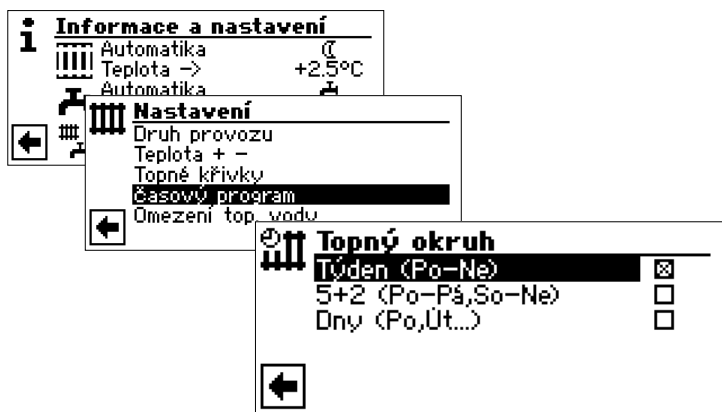 Informace a nastavení
Automatika
Teplota -> +2.5°C
Automatika
Nastavení
Druh provozu
Teplota + -
Topné křivky
časový program
Omezení top. vody
Topný okruh
Týden (Po-Ne)
5+2 (Po-Pá,So-Ne)
Dny (Po,Út...)